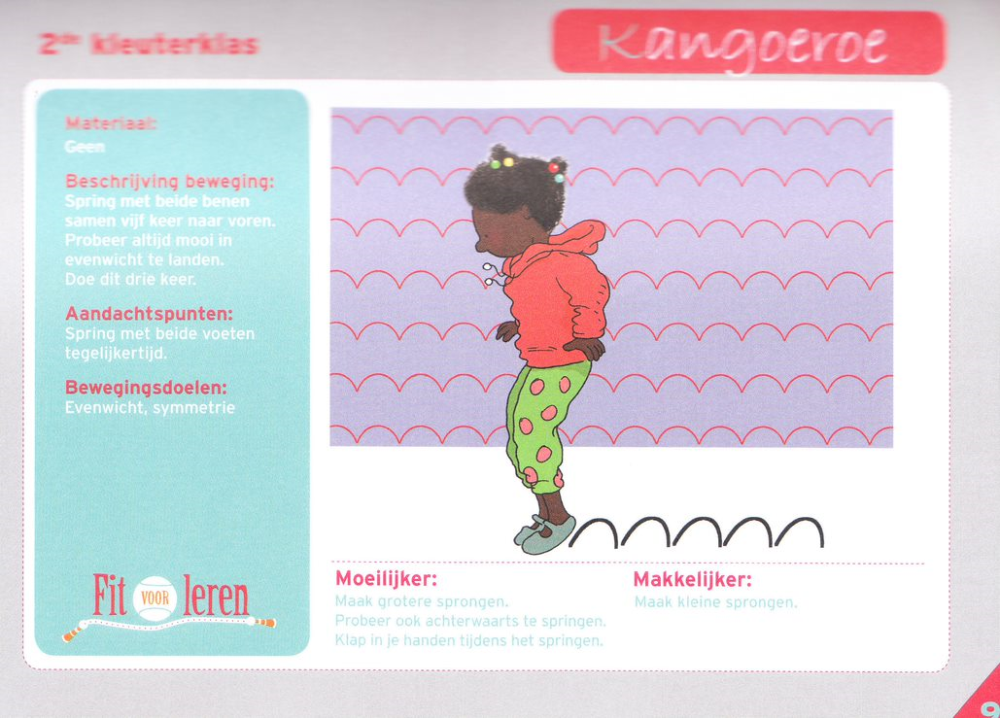 2de kleuterklas
Kangoeroe
Materiaal:
Geen
Beschrijving beweging:
Spring met beide benen
samen vijf keer naar voren.
Probeer altijd mooi in
evenwicht te landen.
Doe dit drie keer.
Aandachtspunten:
Spring met beide voeten
tegelijkertijd.
Bewegingsdoelen:
Evenwicht, symmetrie
Fit VOOR leren
Moeilijker:
Maak grotere sprongen.
Probeer ook achterwaarts te springen.
Klap in je handen tijdens het springen.
Makkelijker:
Maak kleine sprongen.